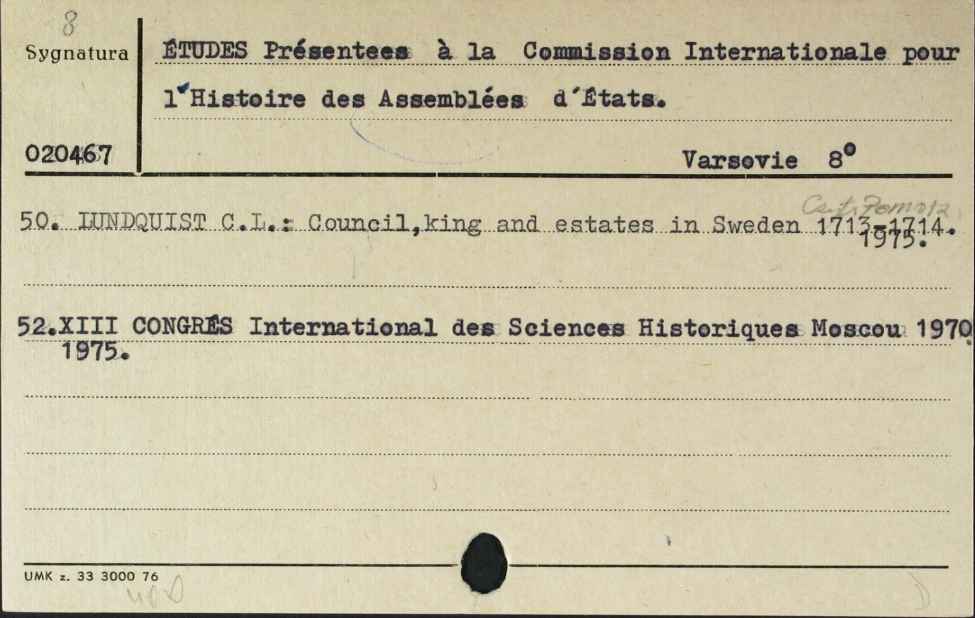 8
Sygnatura
ÉTUDES Présentees à la Commission Internationale pour
l'Histoire des Assemblées d'États.
020467
Varsovie 8°
50. LUNDQUIST C.L.: Council,king and estates in Sweden 1713-1714.
1975.
52.XIII CONGRÉS International des Sciences Historiques Moscou 1970.
1975.
UMK z. 33 3000 76